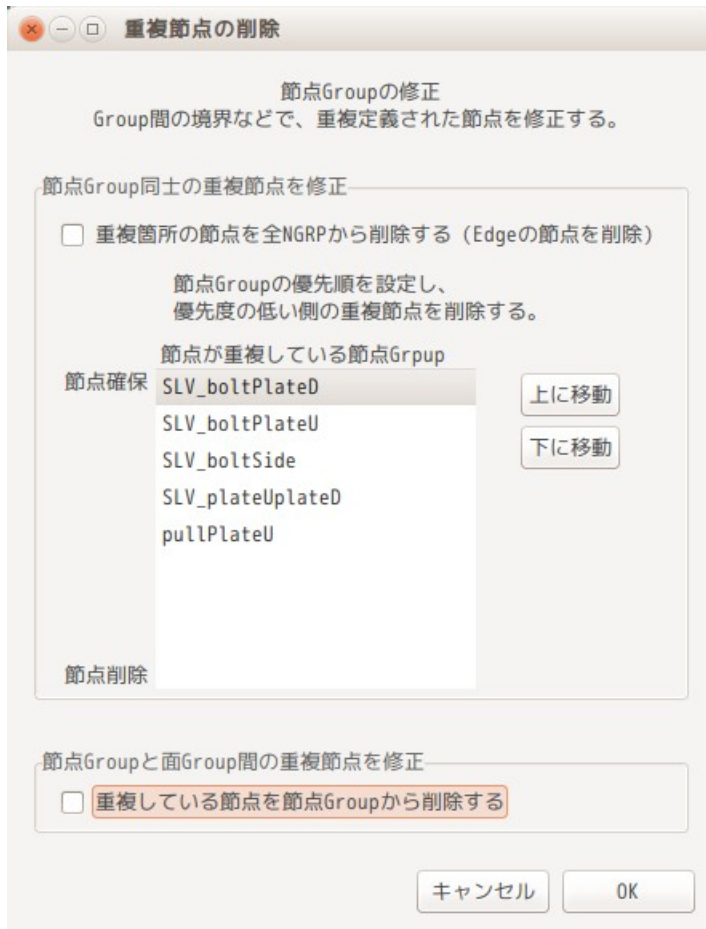 重複節点の削除
節点Groupの修正
Group間の境界などで、重複定義された節点を修正する。
節点Group同士の重複節点を修正
重複箇所の節点を全NGRPから削除する (Edgeの節点を削除)
節点Groupの優先順を設定し、
優先度の低い側の重複節点を削除する。
節点が重複している節点Grpup
節点確保
SLV_boltPlateD
SLV_boltPlateU
SLV_boltSide
SLV_plateUplateD
pullPlateU
上に移動
下に移動
節点削除
節点Groupと面Group間の重複節点を修正
重複している節点を節点Groupから削除する
キャンセル
OK